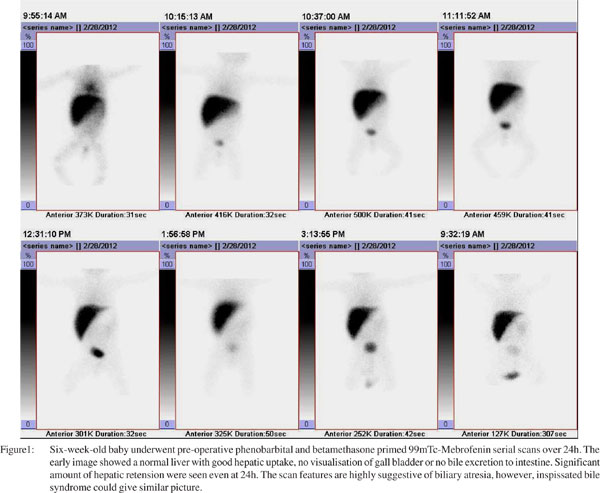 9:55:14 AM
10:15:13 AM
10:37:00 AM
11:11:52 AM
<series name> || 2/28/2012
<series name> || 2/28/2012
<series name> || 2/28/2012
<series name> || 2/28/2012
%
100
%
100
%
100
%
100
0
0
0
0
Anterior 373K Duration:31sec
Anterior 416K Duration:32sec
Anterior 500K Duration:41sec
Anterior 459K Duration:41sec
12:31:10 PM
1:56:58 PM
3:13:55 PM
9:32:19 AM
<series name> || 2/28/2012
<series name> || 2/28/2012
<series name> || 2/28/2012
<series name> || 2/28/2012
%
100
%
100
%
100
%
100
0
0
0
0
Anterior 301K Duration:32sec
Anterior 325K Duration:50sec
Anterior 252K Duration:42sec
Anterior 127K Duration:307sec
Figure1: Six-week-old baby underwent pre-operative phenobarbital and betamethasone primed 99mTc-Mebrofenin serial scans over 24h. The
early image showed a normal liver with good hepatic uptake, no visualisation of gall bladder or no bile excretion to intestine. Significant
amount of hepatic retension were seen even at 24h. The scan features are highly suggestive of biliary atresia, however, inspissated bile
syndrome could give similar picture.